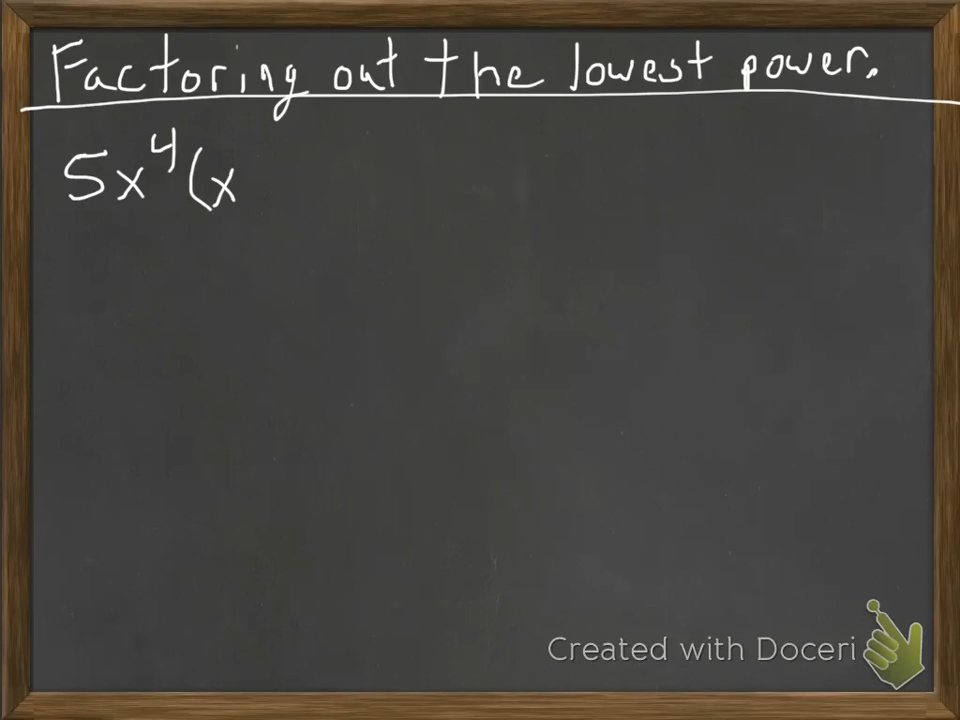 Factoring out the lowest power.
5x⁴(x
Created with Doceri